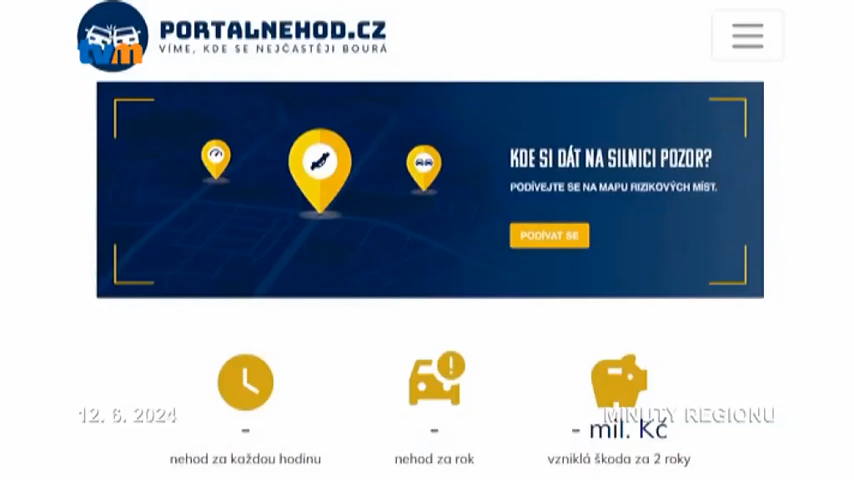 PORTALNEHOD.CZ
VÍME, KDE SE NEJČASTĚJI BOURÁ
tvm
KDE SI DÁT NA SILNICI POZOR?
PODÍVEJTE SE NA MAPU RIZIKOVÝCH MÍST.
PODÍVAT SE
12. 6. 2024
MINUTY REGIONU
- - - mil. Kč
nehod za každou hodinu nehod za rok vzniklá škoda za 2 roky